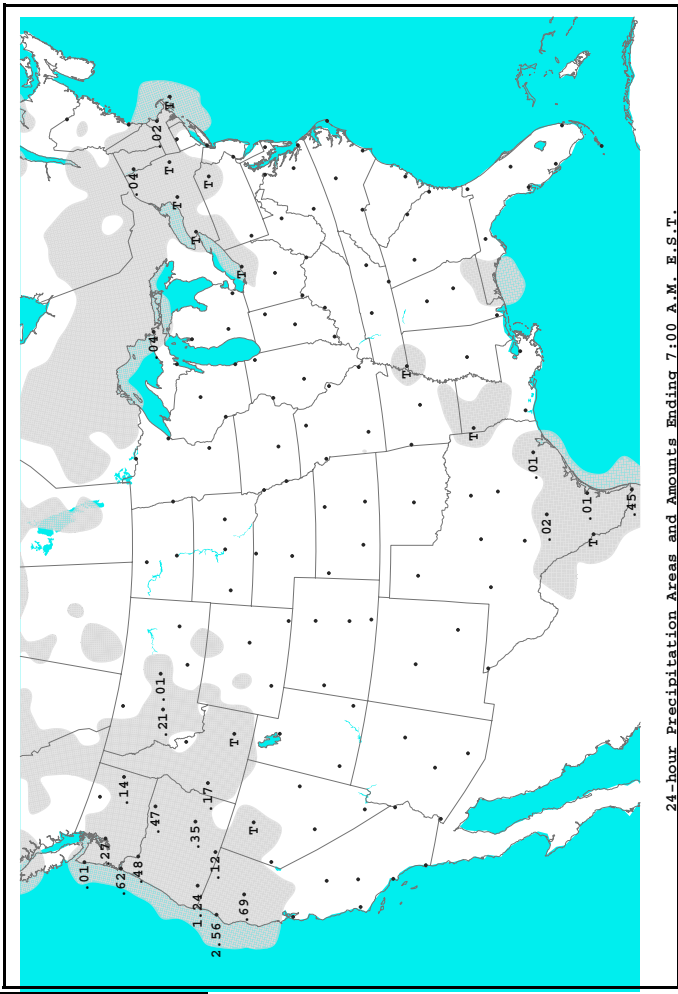 .01
.27
.62
.14
.48
.04
.47
.04
.02
.21
.01
T
T
T
1.24
.35
T
.17
T
2.56
.12
T
T
.69
T
T
T
.01
.02
.01
T
.45
24-hour Precipitation Areas and Amounts Ending 7:00 A.M. E.S.T.